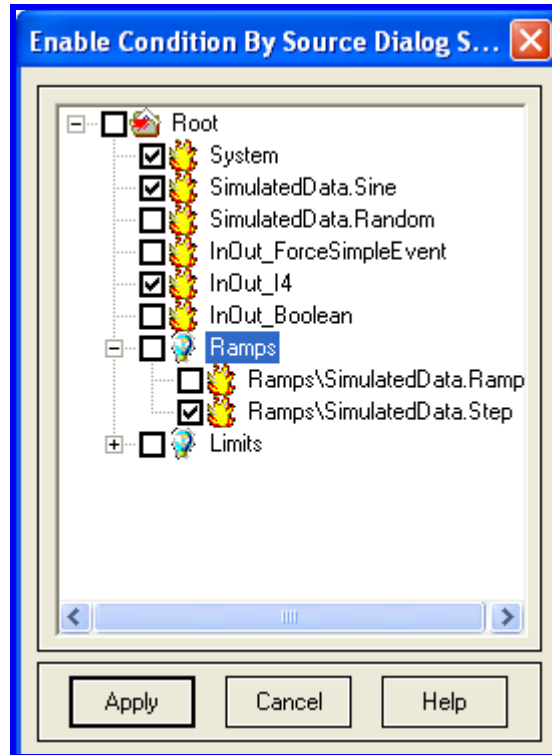 Enable Condition By Source Dialog S...
Root
System
SimulatedData.Sine
SimulatedData.Random
InOut_ForceSimpleEvent
InOut_I4
InOut_Boolean
Ramps
Ramps\SimulatedData.Ramp
Ramps\SimulatedData.Step
Limits
Apply Cancel Help